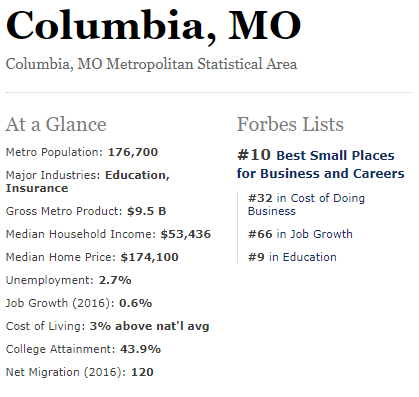 Columbia, MO
Columbia, MO Metropolitan Statistical Area
At a Glance
Metro Population: 176,700
Major Industries: Education,
Insurance
Gross Metro Product: $9.5 B
Median Household Income: $53,436
Median Home Price: $174,100
Unemployment: 2.7%
Job Growth (2016): 0.6%
Cost of Living: 3% above nat'l avg
College Attainment: 43.9%
Net Migration (2016): 120
Forbes Lists
#10 Best Small Places
for Business and Careers
#32 in Cost of Doing
Business
#66 in Job Growth
#9 in Education